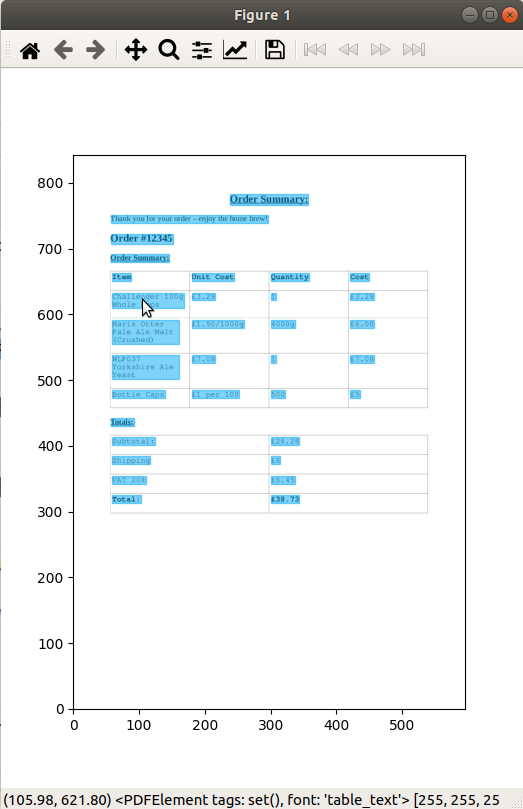 Figure 1
800
700
600
500
400
300
200
100
0
0 100 200 300 400 500
Order Summary:
Thank you for your order – enjoy the home brew!
Order #12345
Order Summary:
Item Unit Cost Quantity Cost
Challenger 100g £3.29 1 £3.29
Whole
Maris Otter £1.50/1000g 4000g £6.00
Pale Ale Malt
(Crushed)
WLP037 £7.08 1 £7.08
Yorkshire Ale
Yeast
Bottle Caps £1 per 100 500 £5
Totals:
Subtotal: £26.28
Shipping £6
VAT 20% £6.45
Total: £38.73
(105.98, 621.80) <PDFElement tags: set(), font: 'table_text'> [255, 255, 25